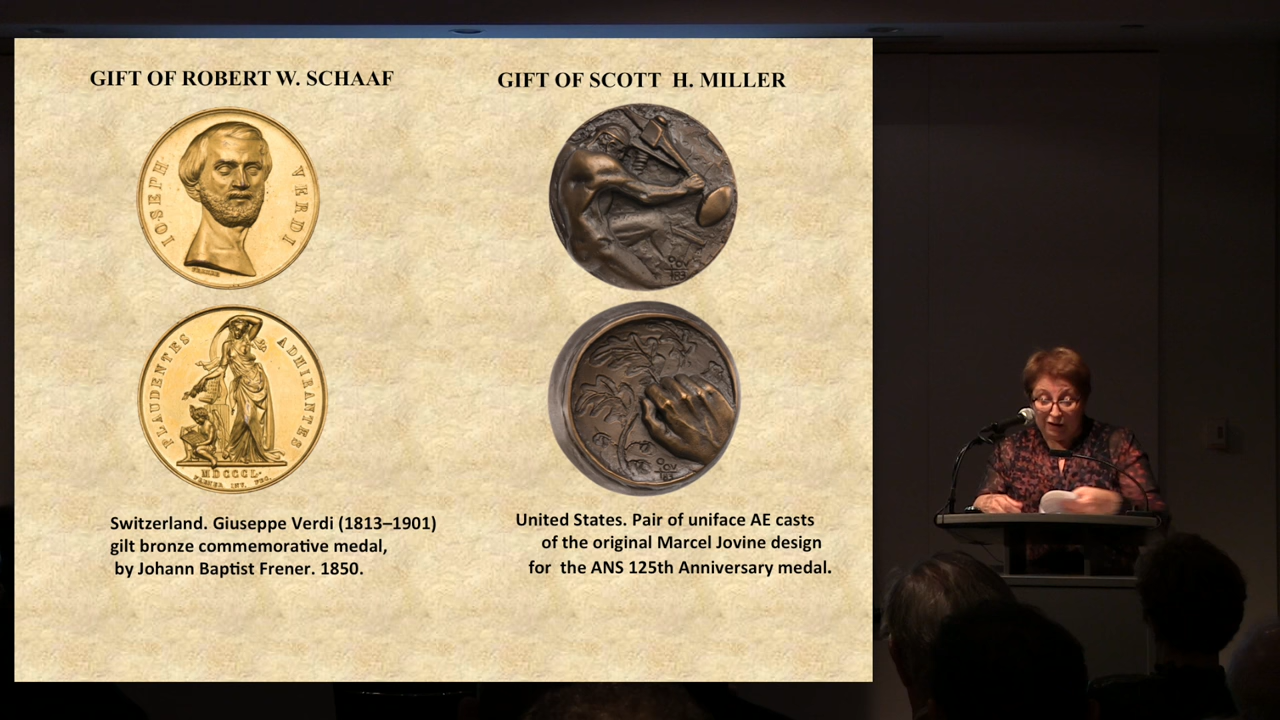 GIFT OF ROBERT W. SCHAAF
IOSEPH VERDI
PLAUDENTES ADMIRANTES
MDCCCL
Switzerland. Giuseppe Verdi (1813–1901)
gilt bronze commemorative medal,
by Johann Baptist Frener. 1850.
GIFT OF SCOTT H. MILLER
United States. Pair of uniface AE casts
of the original Marcel Jovine design
for the ANS 125th Anniversary medal.